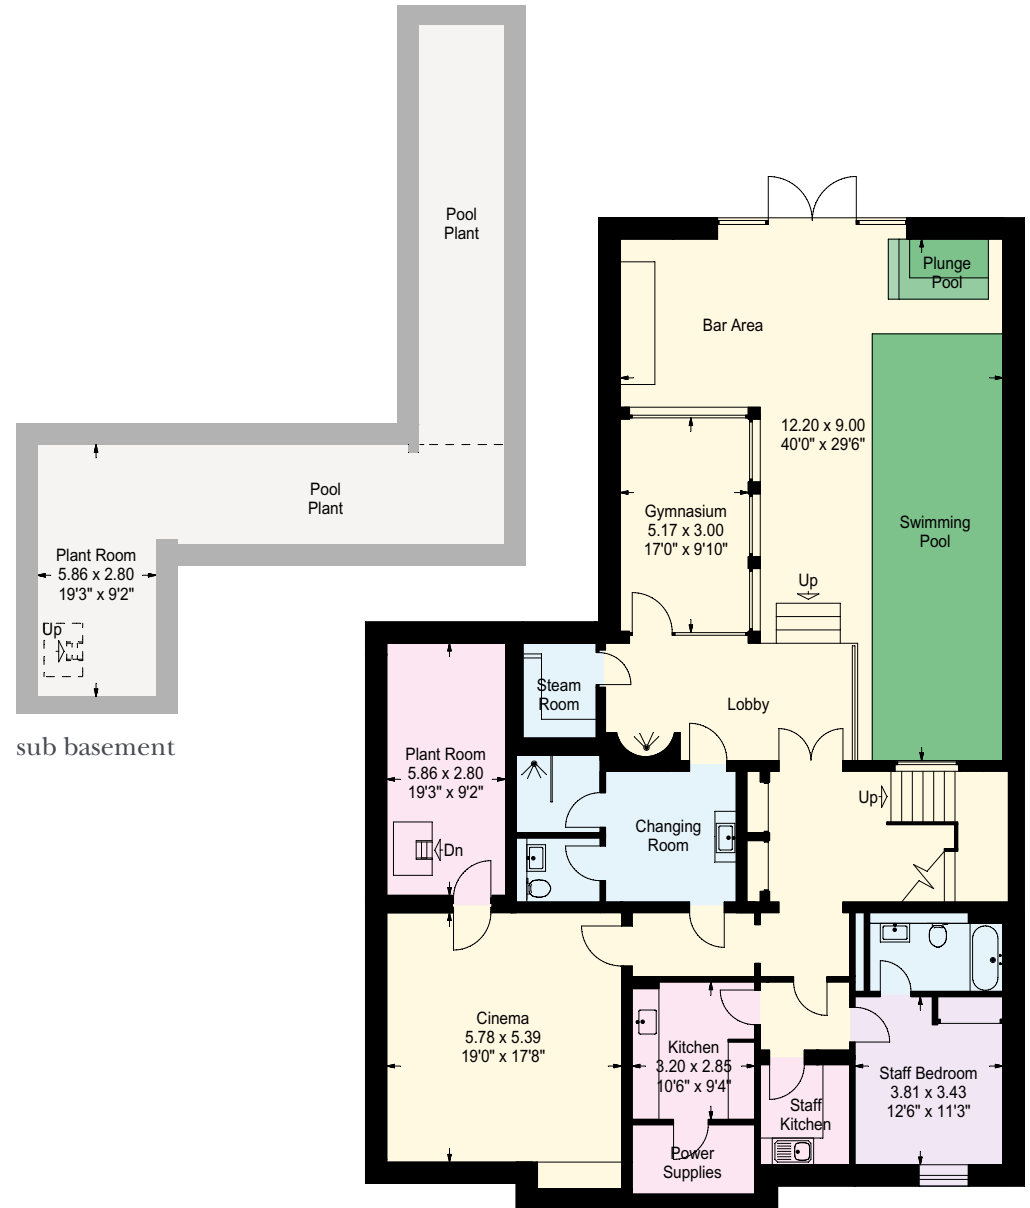 Pool
Plant
Plunge
Pool
Bar Area
12.20 x 9.00
40'0" x 29'6"
Pool
Plant
Gymnasium
5.17 x 3.00
17'0" x 9'10"
Swimming
Pool
Plant Room
5.86 x 2.80
19'3" x 9'2"
Up
Up
Steam
Room
Lobby
sub basement
Plant Room
5.86 x 2.80
19'3" x 9'2"
Up
Changing
Room
Dn
Cinema
5.78 x 5.39
19'0" x 17'8"
Kitchen
3.20 x 2.85
10'6" x 9'4"
Staff Bedroom
3.81 x 3.43
12'6" x 11'3"
Staff
Kitchen
Power
Supplies